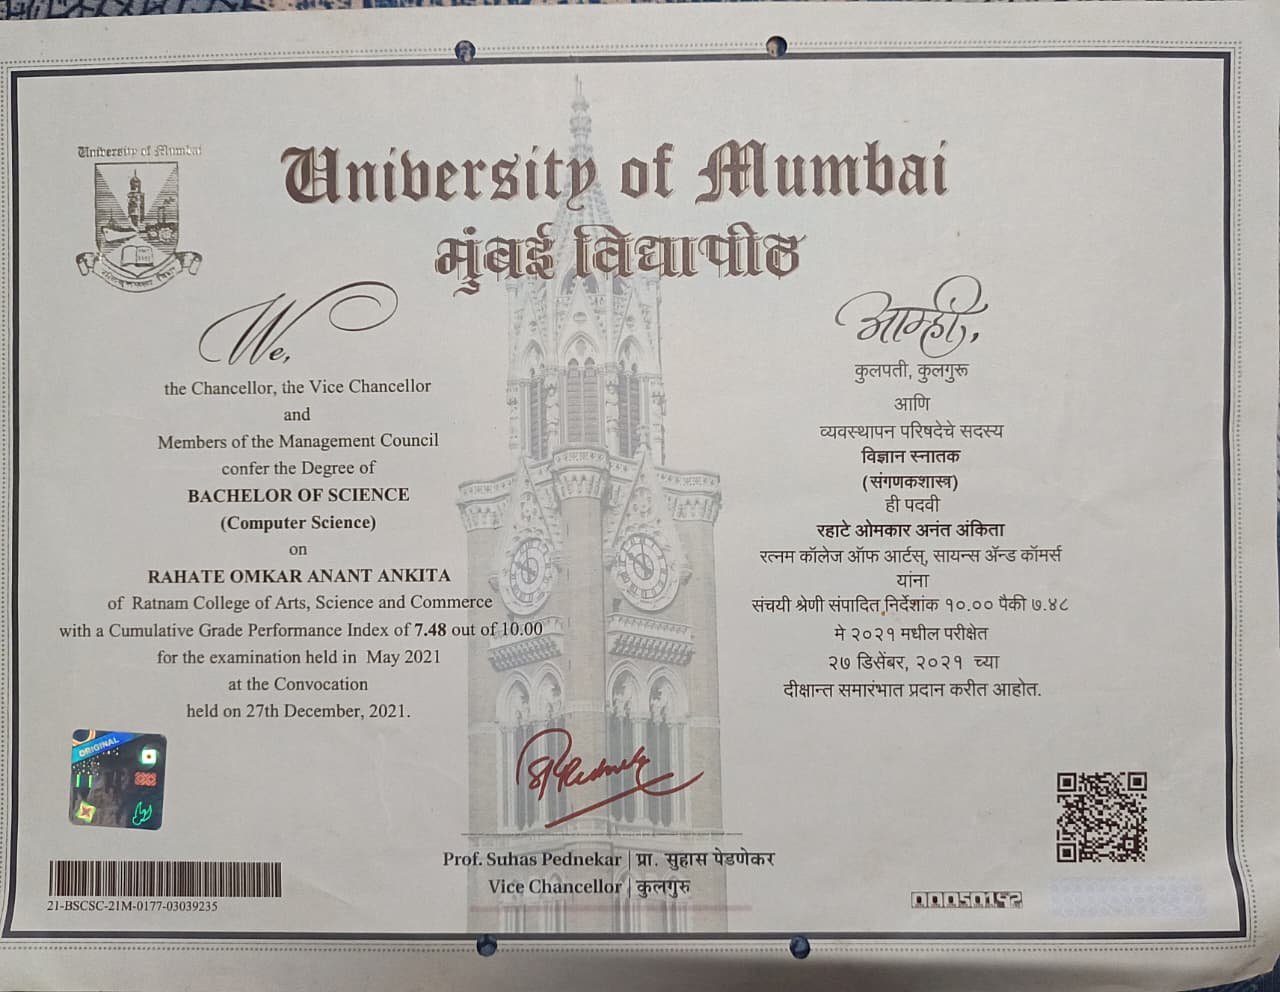 University of Mumbai
University of Mumbai
मुंबई विद्यापीठ
We,
the Chancellor, the Vice Chancellor
and
Members of the Management Council
confer the Degree of
BACHELOR OF SCIENCE
(Computer Science)
on
RAHATE OMKAR ANANT ANKITA
of Ratnam College of Arts, Science and Commerce
with a Cumulative Grade Performance Index of 7.48 out of 10.00
for the examination held in May 2021
at the Convocation
held on 27th December, 2021.
आम्ही,
कुलपती, कुलगुरू
आणि
व्यवस्थापन परिषदेचे सदस्य
विज्ञान स्नातक
(संगणकशास्त्र)
ही पदवी
रहाटे ओमकार अनंत अंकिता
रत्नम कॉलेज ऑफ आर्टस्, सायन्स ॲन्ड कॉमर्स
यांना
संचयी श्रेणी संपादित निर्देशांक १०.०० पैकी ७.४८
मे २०२१ मधील परीक्षेत
२७ डिसेंबर, २०२१ च्या
दीक्षान्त समारंभात प्रदान करीत आहोत.
ORIGINAL
Prof. Suhas Pednekar | प्रा. सुहास पेडणेकर
Vice Chancellor | कुलगुरु
21-BSCSC-21M-0177-03039235